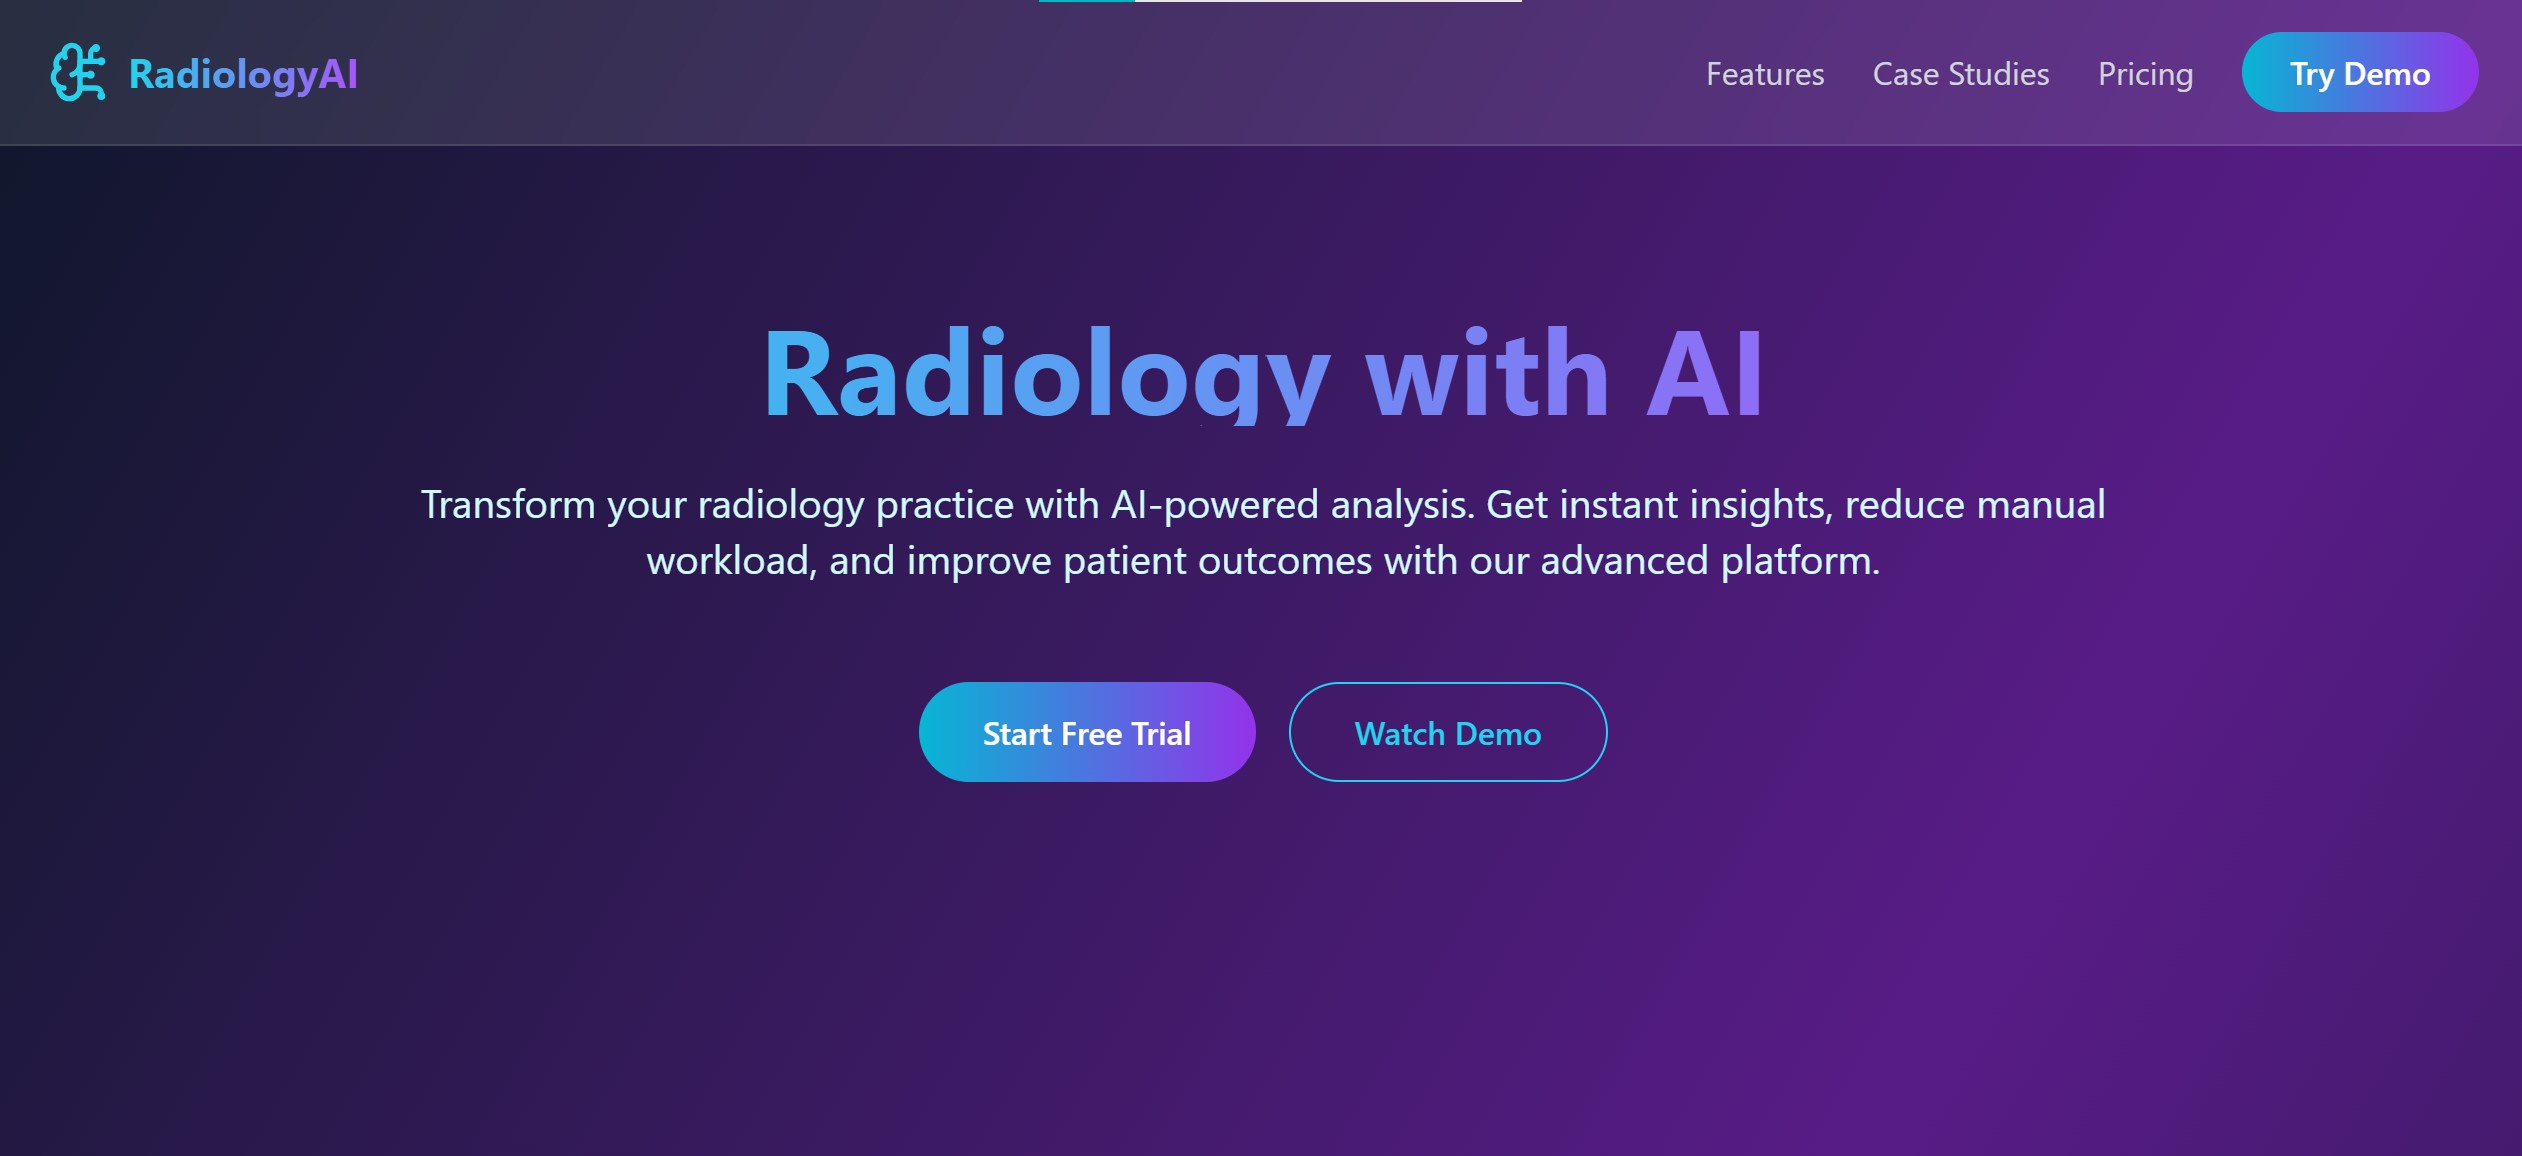 RadiologyAI
Features
Case Studies
Pricing
Try Demo
Radiology with AI
Transform your radiology practice with AI-powered analysis. Get instant insights, reduce manual
workload, and improve patient outcomes with our advanced platform.
Start Free Trial
Watch Demo